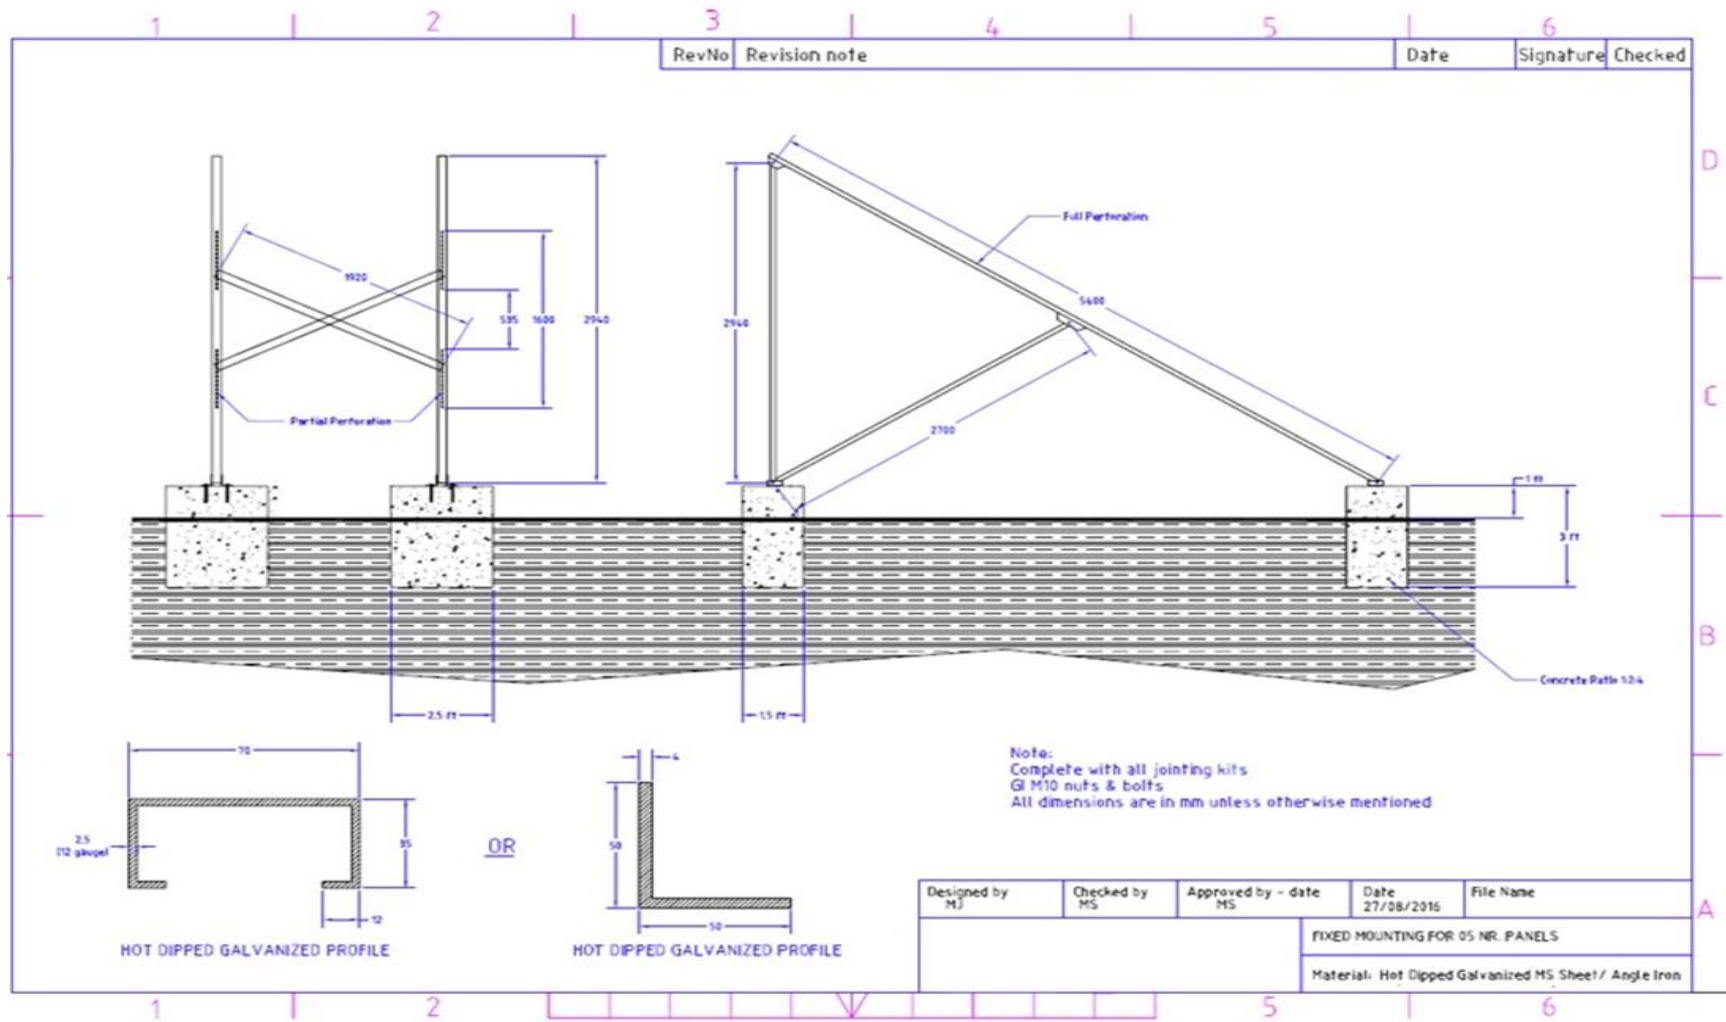 1 2 3 4 5 6
RevNo Revision note Date Signature Checked
D
Full Perforation
1920
5400
535 1600 2940
2940
C
Partial Perforation
2700
1 ft
3 ft
B
Concrete Ratio 1:2:4
2.5 ft
1.5 ft
70
4
Note:
Complete with all jointing kits
GI M10 nuts & bolts
All dimensions are in mm unless otherwise mentioned
2.5
(12 gauge)
35
OR
50
12
50
HOT DIPPED GALVANIZED PROFILE
HOT DIPPED GALVANIZED PROFILE
Designed by Checked by Approved by - date Date File Name
MJ MS MS 27/08/2016
A
FIXED MOUNTING FOR 05 NR. PANELS
Material: Hot Dipped Galvanized MS Sheet/ Angle Iron
1 2 5 6